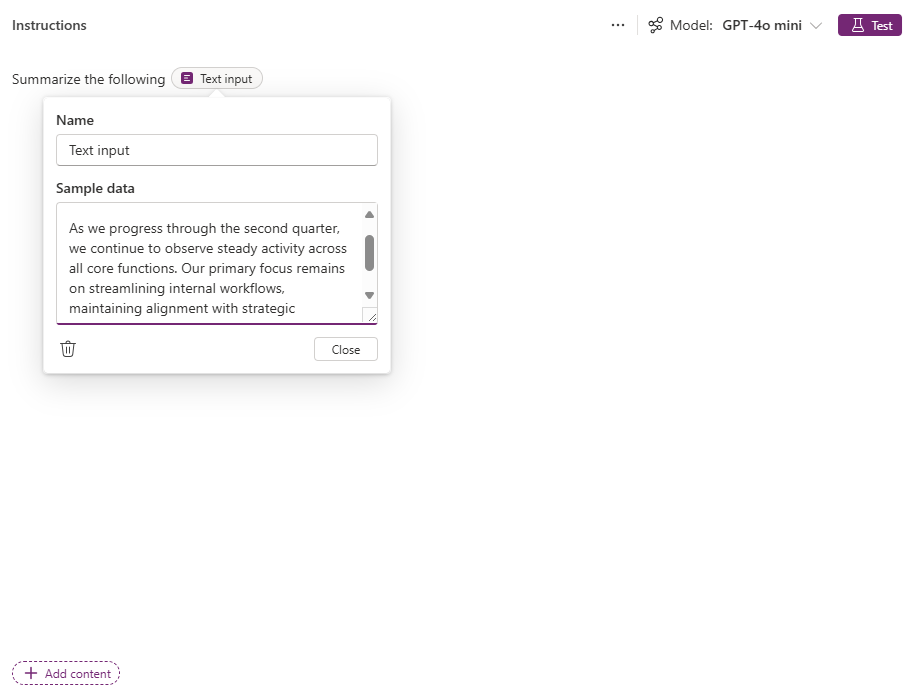 Instructions
··· Model: GPT-4o mini Test
Summarize the following Text input
Name
Text input
Sample data
As we progress through the second quarter,
we continue to observe steady activity across
all core functions. Our primary focus remains
on streamlining internal workflows,
maintaining alignment with strategic
Close
+ Add content